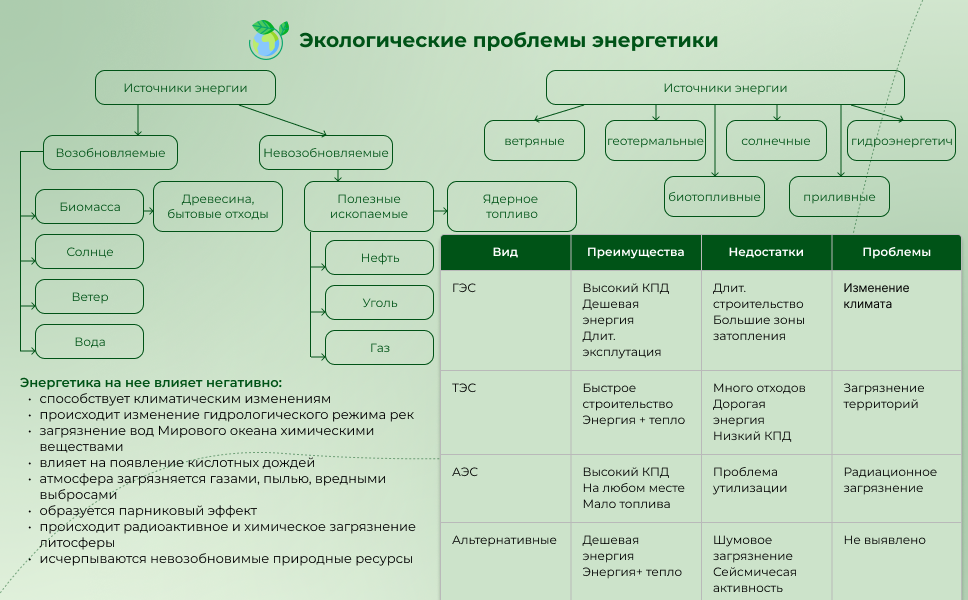 Экологические проблемы энергетики
Источники энергии
Возобновляемые
Невозобновляемые
Биомасса
Древесина,
бытовые отходы
Полезные
ископаемые
Ядерное
топливо
Солнце
Ветер
Вода
Нефть
Уголь
Газ
Источники энергии
ветряные
геотермальные
солнечные
гидроэнергетич
биотопливные
приливные
Энергетика на нее влияет негативно:
• способствует климатическим изменениям
• происходит изменение гидрологического режима рек
• загрязнение вод Мирового океана химическими
веществами
• влияет на появление кислотных дождей
• атмосфера загрязняется газами, пылью, вредными
выбросами
• образуется парниковый эффект
• происходит радиоактивное и химическое загрязнение
литосферы
• исчерпываются невозобновимые природные ресурсы
Вид
Преимущества
Недостатки
Проблемы
ГЭС
Высокий КПД
Дешевая
энергия
Длит.
эксплутация
Длит.
строительство
Большие зоны
затопления
Изменение
климата
ТЭС
Быстрое
строительство
Энергия + тепло
Много отходов
Дорогая
энергия
Низкий КПД
Загрязнение
территорий
АЭС
Высокий КПД
На любом месте
Мало топлива
Проблема
утилизации
Радиационное
загрязнение
Альтернативные
Дешевая
энергия
Энергия+ тепло
Шумовое
загрязнение
Сейсмичесая
активность
Не выявлено